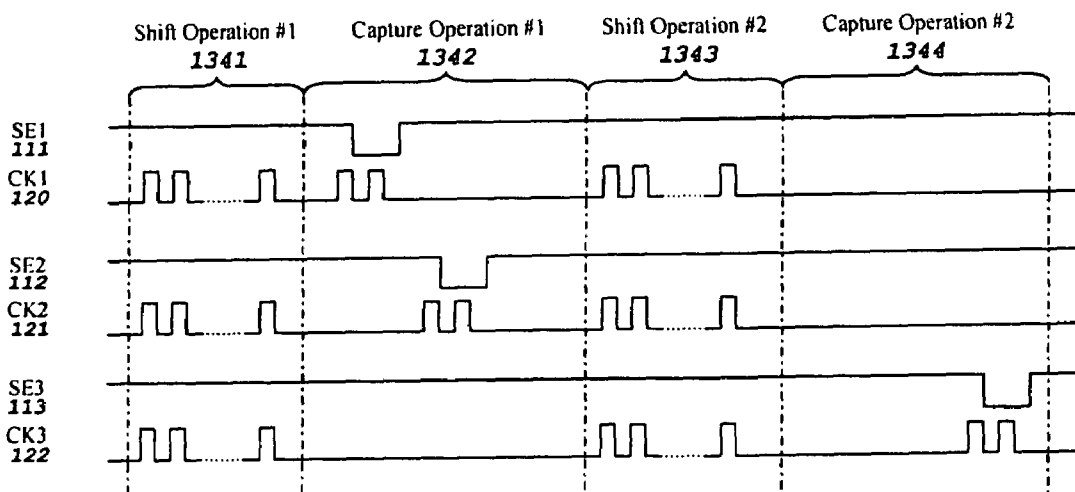 Shift Operation #1 Capture Operation #1 Shift Operation #2 Capture Operation #2
1341 1342 1343 1344
SE1
111
CK1
120
SE2
112
CK2
121
SE3
113
CK3
122